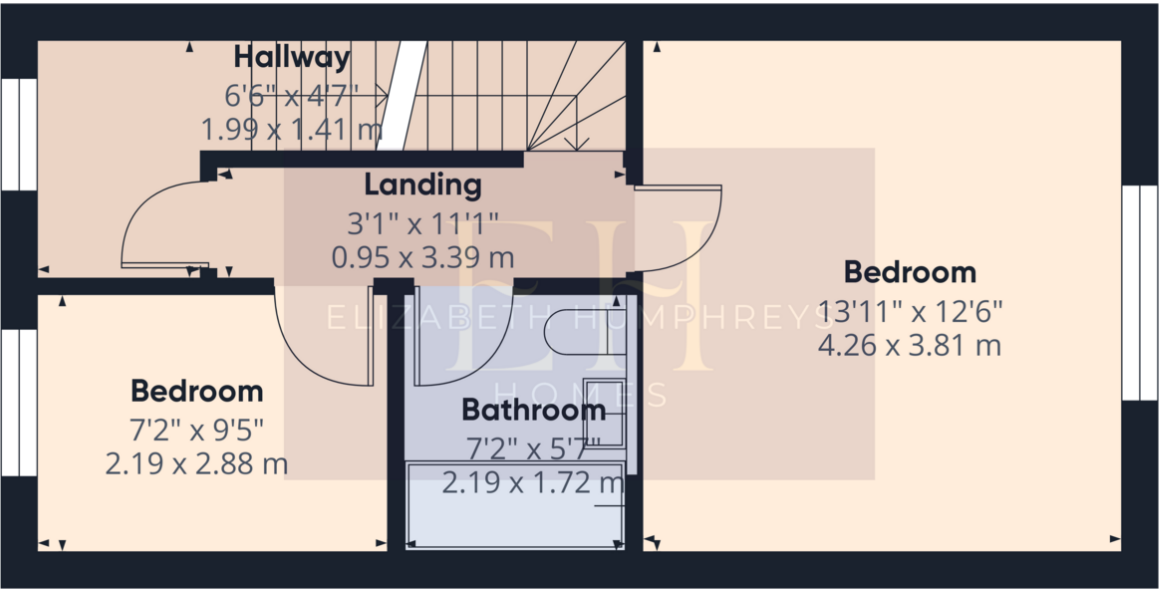 Hallway
6'6" x 4'7"
1.99 x 1.41 m
Landing
3'1" x 11'1"
0.95 x 3.39 m
Bedroom
13'11" x 12'6"
4.26 x 3.81 m
EH
ELIZABETH HUMPHREYS
HOMES
Bedroom
7'2" x 9'5"
2.19 x 2.88 m
Bathroom
7'2" x 5'7"
2.19 x 1.72 m